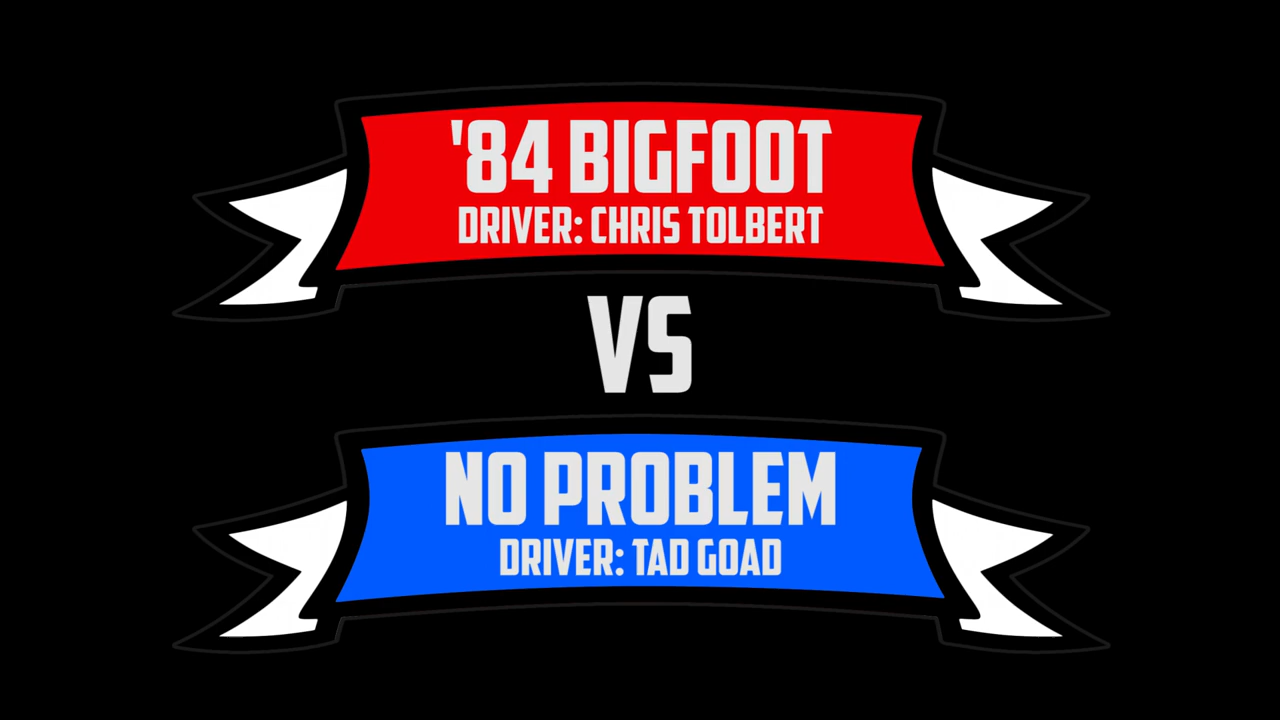 '84 BIGFOOT
DRIVER: CHRIS TOLBERT
VS
NO PROBLEM
DRIVER: TAD GOAD